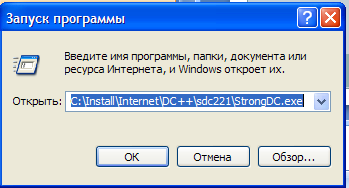 Запуск программы
Введите имя программы, папки, документа или
ресурса Интернета, и Windows откроет их.
Открыть: C:\Install\Internet\DC++\sdc221\StrongDC.exe
ОК Отмена Обзор...